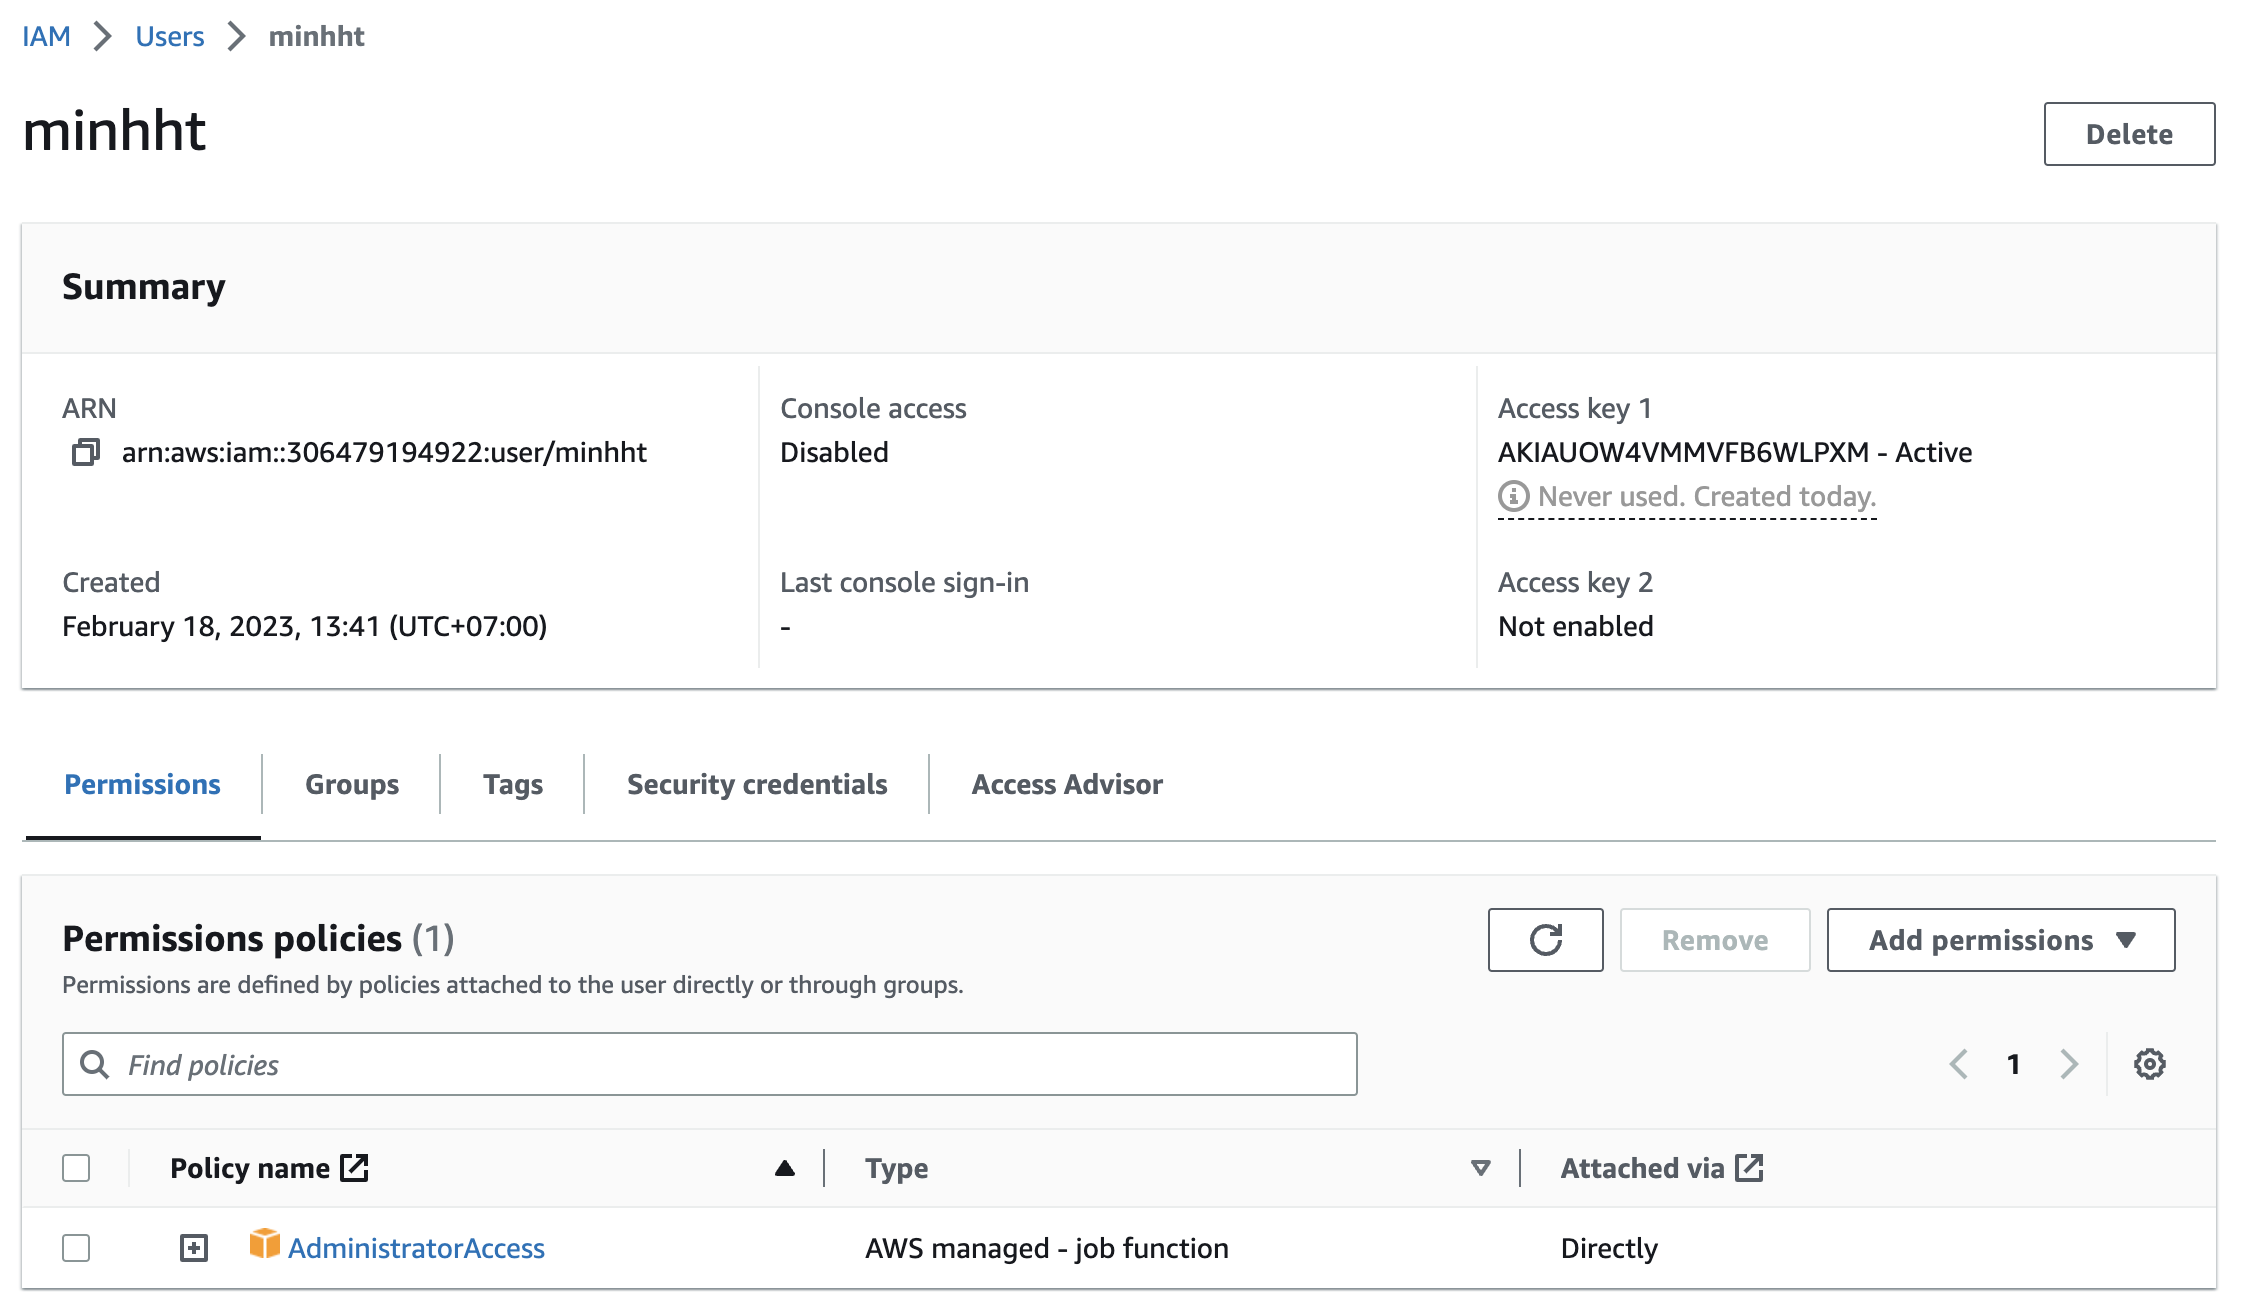 IAM > Users > minhht
minhht
Delete
Summary
ARN
arn:aws:iam::306479194922:user/minhht
Console access
Disabled
Access key 1
AKIAUOW4VMMVFB6WLPXM - Active
Never used. Created today.
Created
February 18, 2023, 13:41 (UTC+07:00)
Last console sign-in
-
Access key 2
Not enabled
Permissions Groups Tags Security credentials Access Advisor
Permissions policies (1)
Permissions are defined by policies attached to the user directly or through groups.
Remove
Add permissions
Find policies
1
Policy name Type Attached via
AdministratorAccess AWS managed - job function Directly